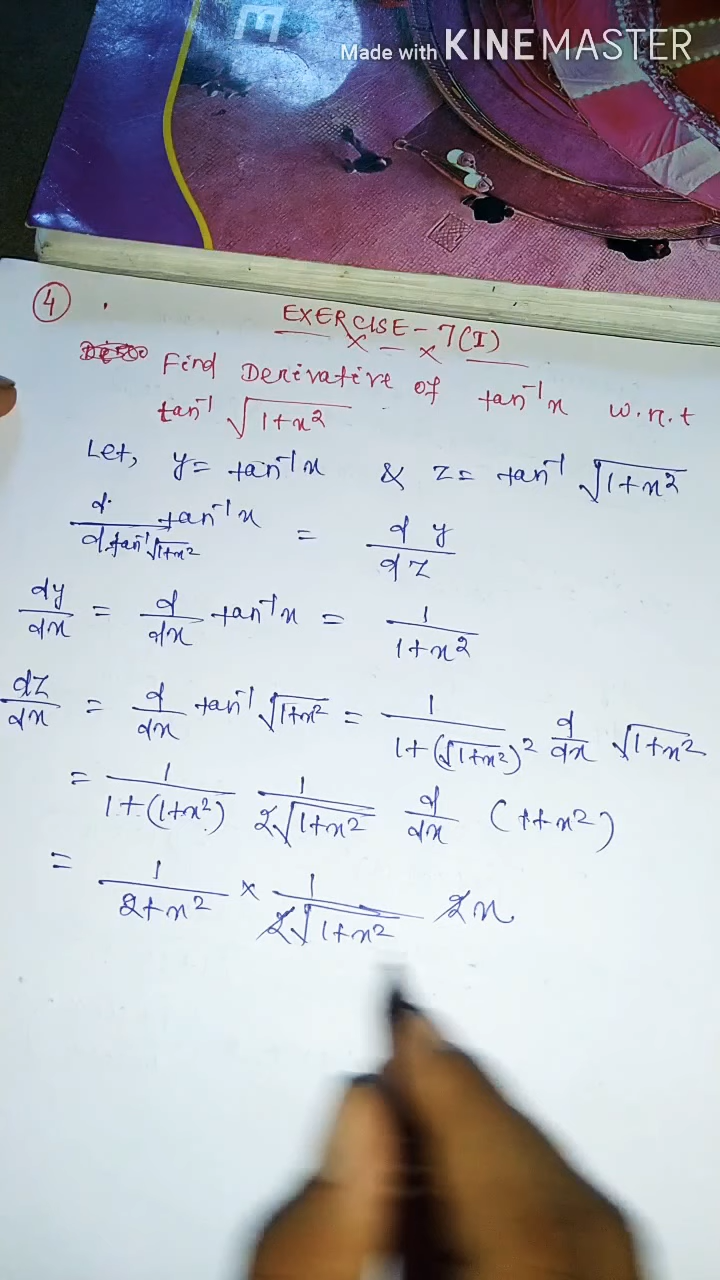 E
Made with KINEMASTER
④ .
EXERCISE - 7(I)
Find Derivative of tan⁻¹x w.r.t
tan⁻¹ √(1+x²)
Let, y = tan⁻¹x & z = tan⁻¹ √(1+x²)
d/(d tan⁻¹√(1+x²)) tan⁻¹x = dy/dz
dy/dx = d/dx tan⁻¹x = 1/(1+x²)
dz/dx = d/dx tan⁻¹ √(1+x²) = 1/(1+(√(1+x²))²) d/dx √(1+x²)
= 1/(1+(1+x²)) 1/(2√(1+x²)) d/dx (1+x²)
= 1/(2+x²) × 1/(2√(1+x²)) 2x